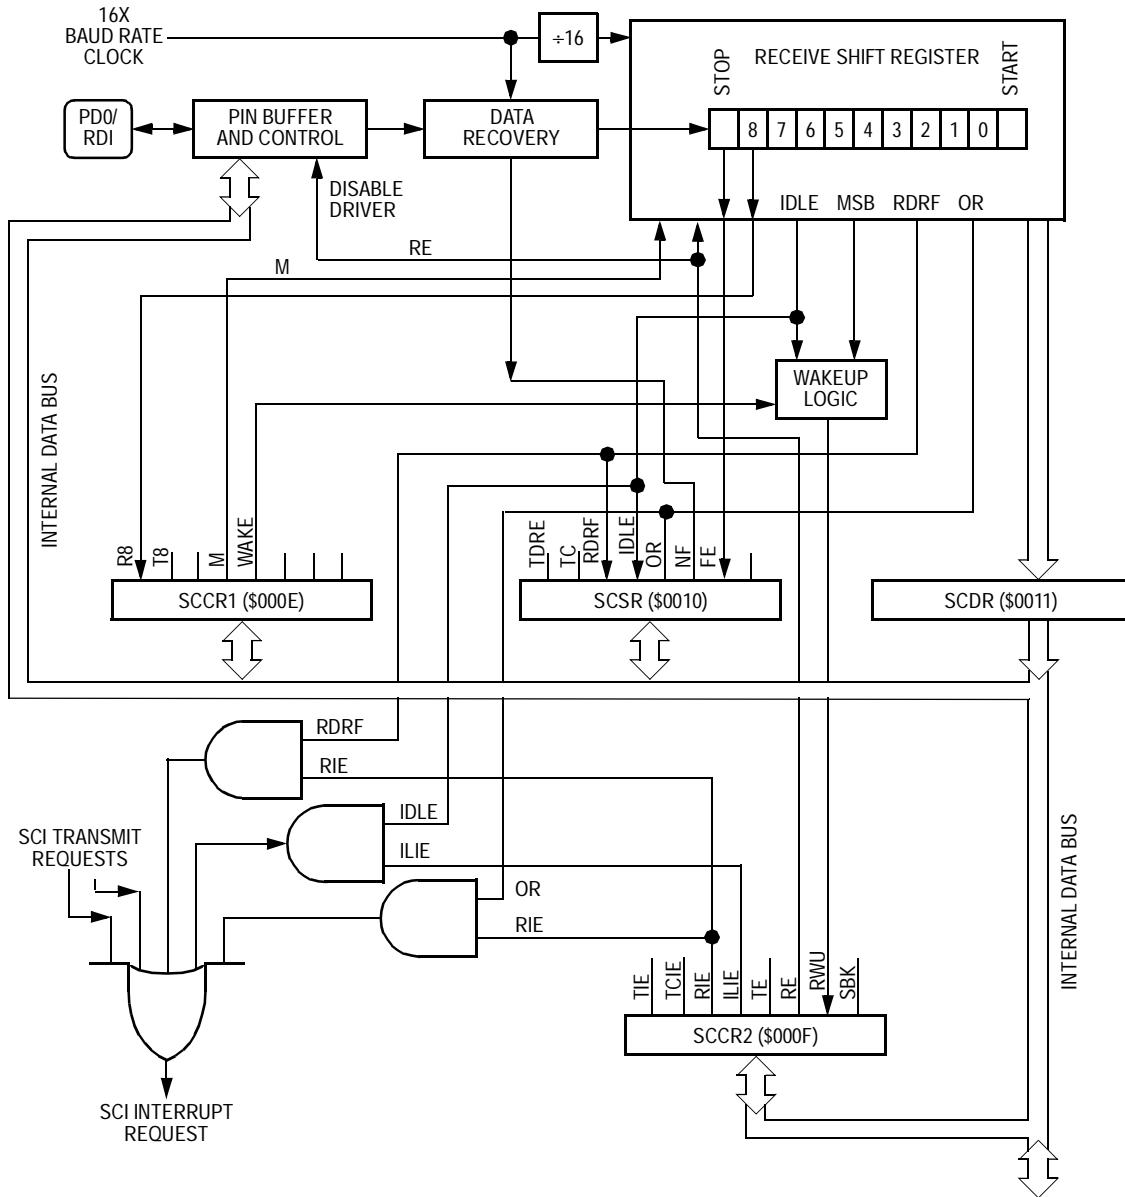 16X
BAUD RATE
CLOCK
÷16
RECEIVE SHIFT REGISTER
STOP
START
8 7 6 5 4 3 2 1 0
PD0/
RDI
PIN BUFFER
AND CONTROL
DATA
RECOVERY
DISABLE
DRIVER
IDLE
MSB
RDRF
OR
RE
M
WAKEUP
LOGIC
INTERNAL DATA BUS
R8
T8
M
WAKE
SCCR1 ($000E)
TDRE
TC
RDRF
IDLE
OR
NF
FE
SCSR ($0010)
SCDR ($0011)
RDRF
RIE
IDLE
ILIE
OR
RIE
SCI TRANSMIT
REQUESTS
INTERNAL DATA BUS
TIE
TCIE
RIE
ILIE
TE
RE
RWU
SBK
SCCR2 ($000F)
SCI INTERRUPT
REQUEST